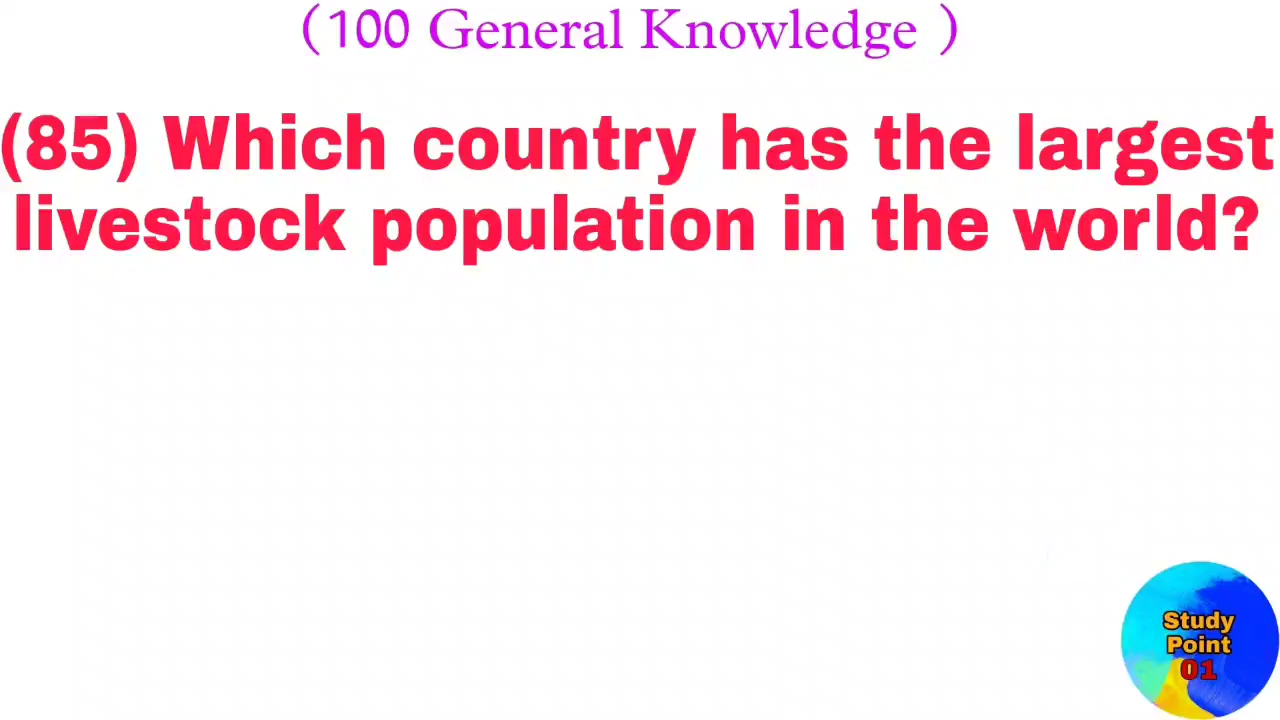 (100 General Knowledge )
(85) Which country has the largest
livestock population in the world?
Study
Point
01